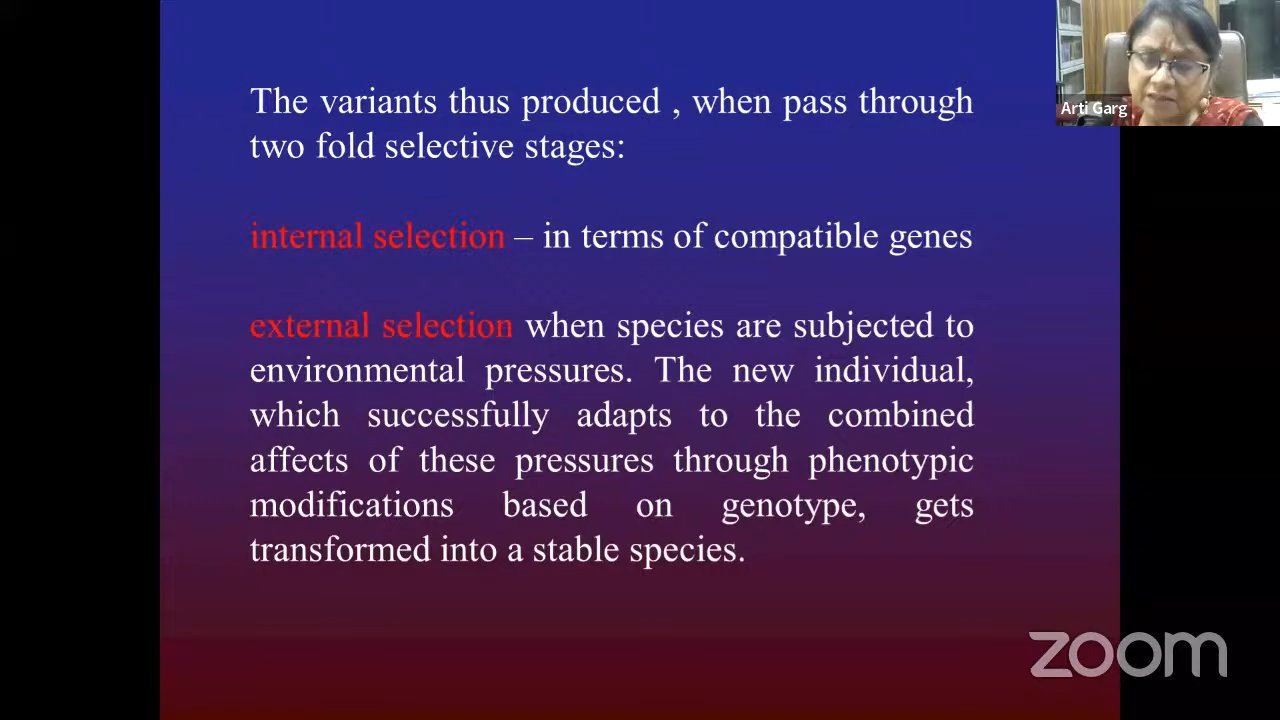 The variants thus produced , when pass through
two fold selective stages:
internal selection – in terms of compatible genes
external selection when species are subjected to
environmental pressures. The new individual,
which successfully adapts to the combined
affects of these pressures through phenotypic
modifications based on genotype, gets
transformed into a stable species.
Arti Garg
zoom